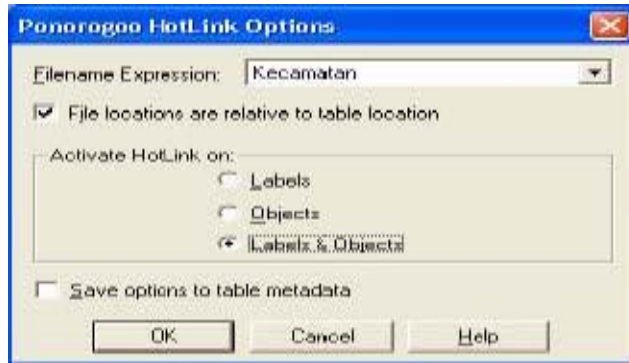 Ponorogoo HotLink Options
Filename Expression: Kecamatan
File locations are relative to table location
Activate HotLink on:
Labels
Objects
Labels & Objects
Save options to table metadata
OK Cancel Help